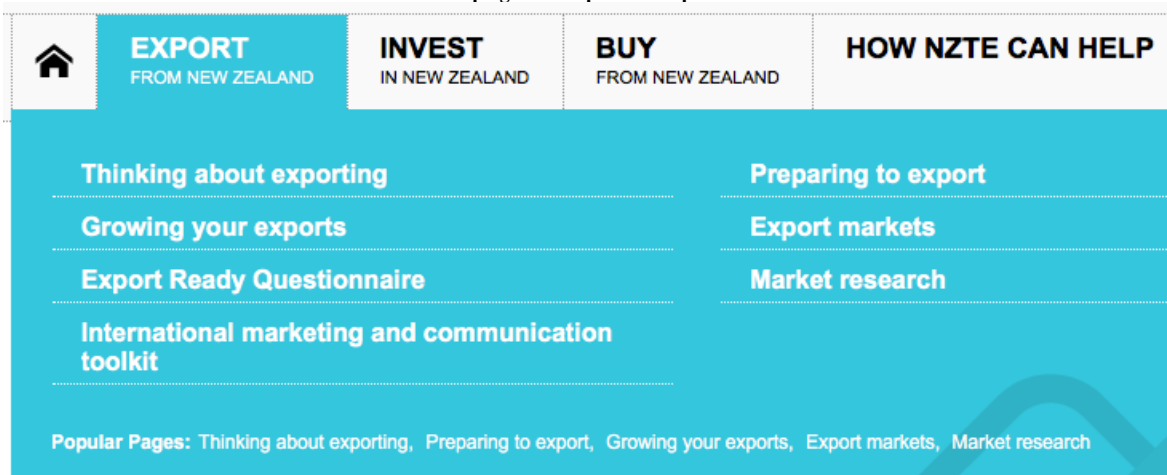 EXPORT
FROM NEW ZEALAND
INVEST
IN NEW ZEALAND
BUY
FROM NEW ZEALAND
HOW NZTE CAN HELP
Thinking about exporting
Growing your exports
Export Ready Questionnaire
International marketing and communication
toolkit
Preparing to export
Export markets
Market research
Popular Pages: Thinking about exporting, Preparing to export, Growing your exports, Export markets, Market research